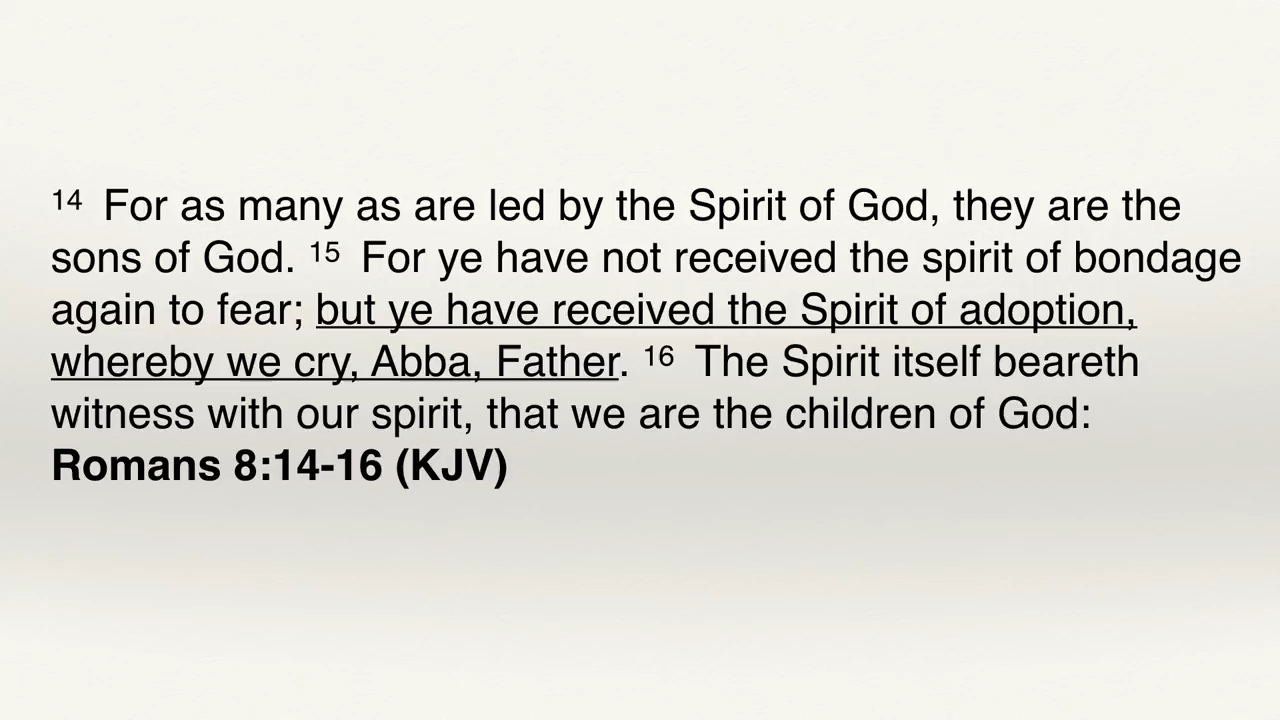 14 For as many as are led by the Spirit of God, they are the
sons of God. 15 For ye have not received the spirit of bondage
again to fear; but ye have received the Spirit of adoption,
whereby we cry, Abba, Father. 16 The Spirit itself beareth
witness with our spirit, that we are the children of God:
Romans 8:14-16 (KJV)